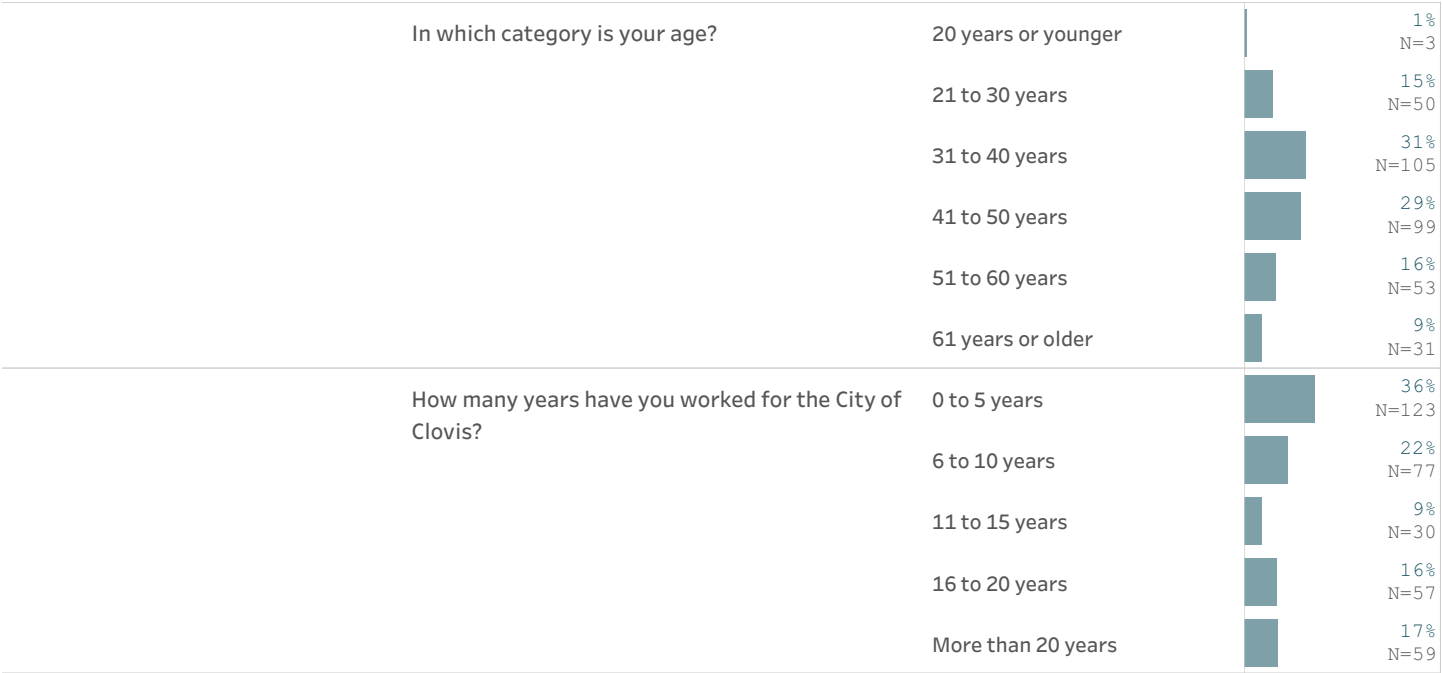 In which category is your age?
20 years or younger
1%
N=3
21 to 30 years
15%
N=50
31 to 40 years
31%
N=105
41 to 50 years
29%
N=99
51 to 60 years
16%
N=53
61 years or older
9%
N=31
How many years have you worked for the City of
Clovis?
0 to 5 years
36%
N=123
6 to 10 years
22%
N=77
11 to 15 years
9%
N=30
16 to 20 years
16%
N=57
More than 20 years
17%
N=59